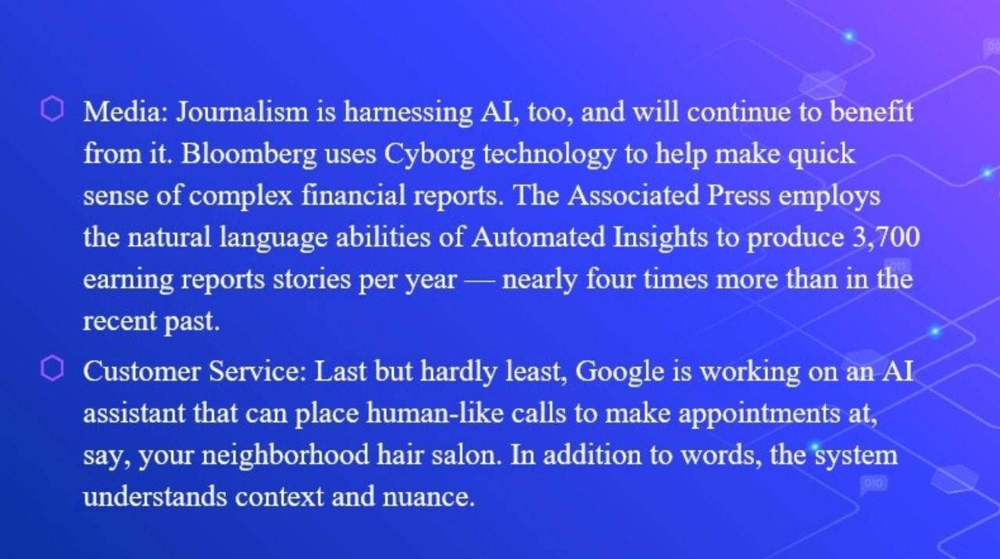 Media: Journalism is harnessing AI, too, and will continue to benefit
from it. Bloomberg uses Cyborg technology to help make quick
sense of complex financial reports. The Associated Press employs
the natural language abilities of Automated Insights to produce 3,700
earning reports stories per year — nearly four times more than in the
recent past.
Customer Service: Last but hardly least, Google is working on an AI
assistant that can place human-like calls to make appointments at,
say, your neighborhood hair salon. In addition to words, the system
understands context and nuance.
011
010